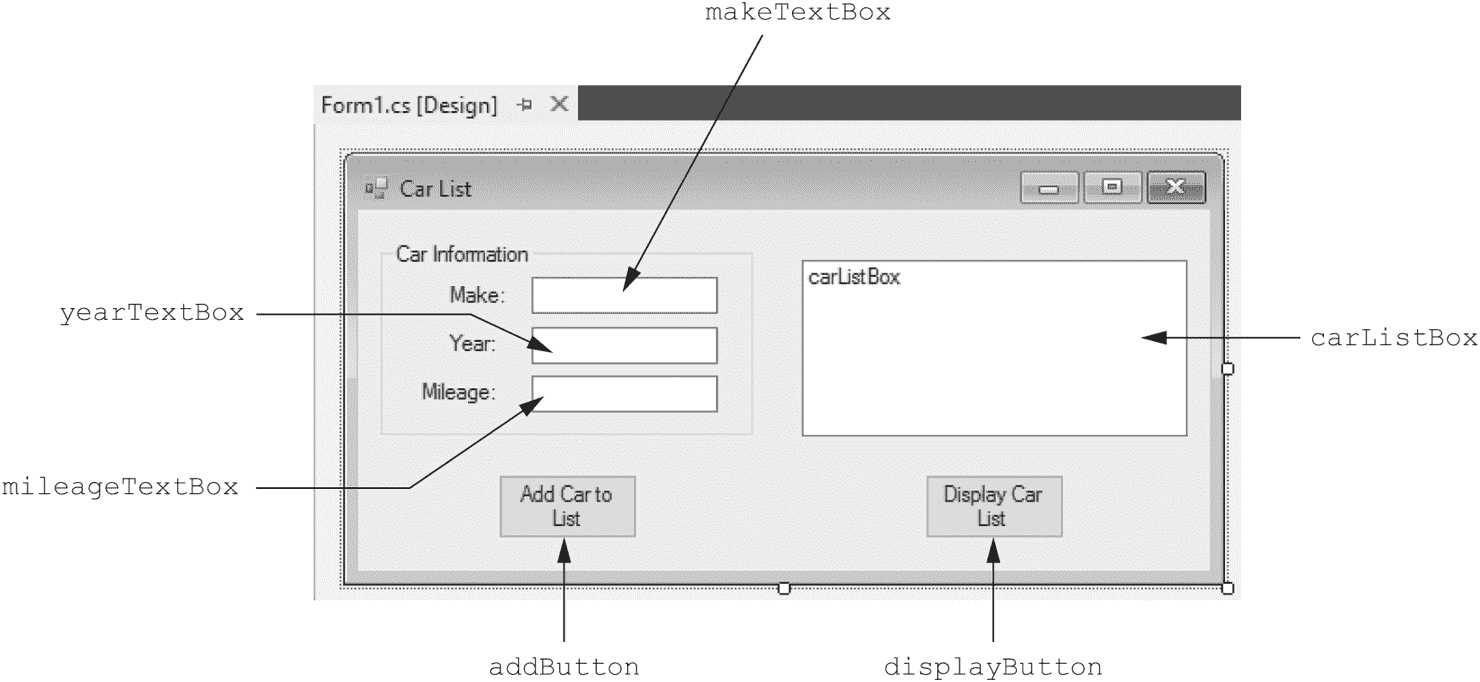 makeTextBox
Form1.cs [Design]
Car List
Car Information
Make:
yearTextBox
Year:
Mileage:
mileageTextBox
carListBox
carListBox
Add Car to
List
Display Car
List
addButton
displayButton